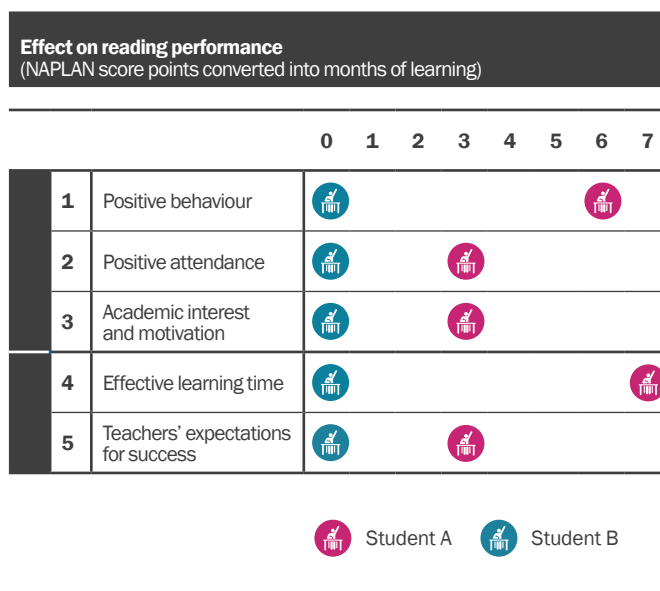 Effect on reading performance
(NAPLAN score points converted into months of learning)
0 1 2 3 4 5 6 7
1 Positive behaviour
2 Positive attendance
3 Academic interest
and motivation
4 Effective learning time
5 Teachers' expectations
for success
Student A Student B